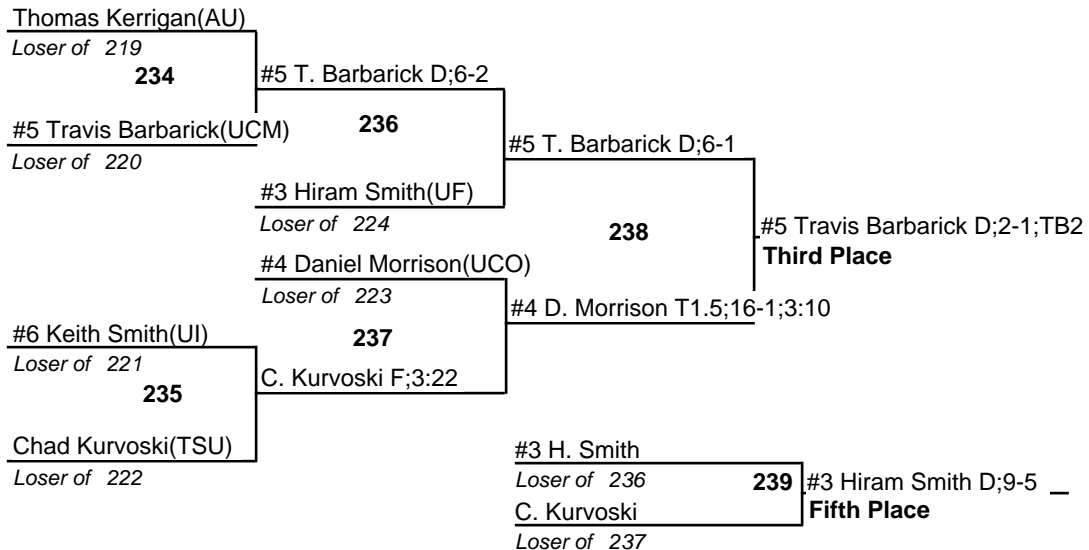 Thomas Kerrigan(AU)
Loser of 219
234
#5 T. Barbarick D;6-2
#5 Travis Barbarick(UCM)
Loser of 220
236
#5 T. Barbarick D;6-1
#3 Hiram Smith(UF)
Loser of 224
238
#5 Travis Barbarick D;2-1;TB2
Third Place
#4 Daniel Morrison(UCO)
Loser of 223
#4 D. Morrison T1.5;16-1;3:10
#6 Keith Smith(UI)
Loser of 221
237
235
C. Kurvoski F;3:22
Chad Kurvoski(TSU)
Loser of 222
#3 H. Smith
Loser of 236
239
#3 Hiram Smith D;9-5
Fifth Place
C. Kurvoski
Loser of 237